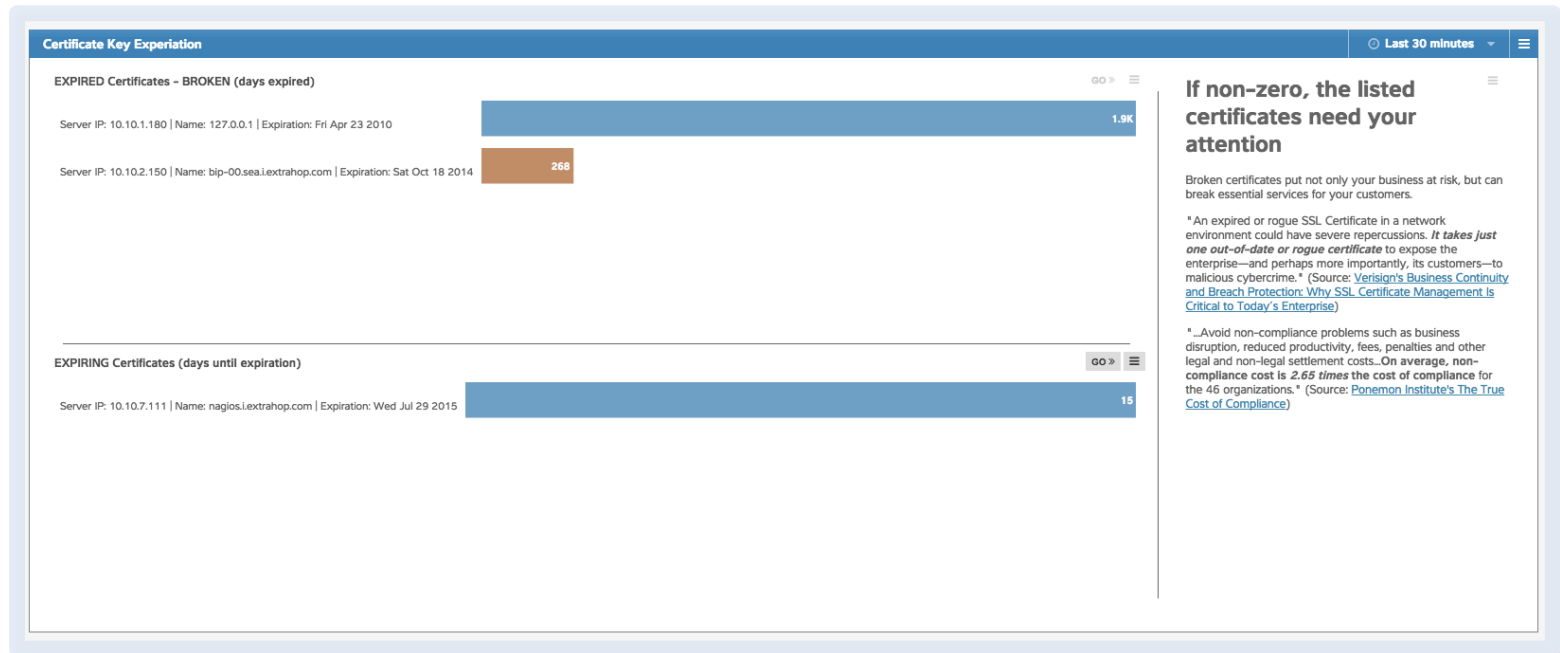 Certificate Key Experiation
Last 30 minutes
EXPIRED Certificates - BROKEN (days expired)
GO »
Server IP: 10.10.1.180 | Name: 127.0.0.1 | Expiration: Fri Apr 23 2010
1.9K
Server IP: 10.10.2.150 | Name: bip-00.sea.i.extrahop.com | Expiration: Sat Oct 18 2014
268
EXPIRING Certificates (days until expiration)
GO »
Server IP: 10.10.7.111 | Name: nagios.i.extrahop.com | Expiration: Wed Jul 29 2015
15
If non-zero, the listed
certificates need your
attention
Broken certificates put not only your business at risk, but can
break essential services for your customers.
"An expired or rogue SSL Certificate in a network
environment could have severe repercussions. It takes just
one out-of-date or rogue certificate to expose the
enterprise—and perhaps more importantly, its customers—to
malicious cybercrime." (Source: Verisign's Business Continuity
and Breach Protection: Why SSL Certificate Management Is
Critical to Today´s Enterprise)
"...Avoid non-compliance problems such as business
disruption, reduced productivity, fees, penalties and other
legal and non-legal settlement costs...On average, non-
compliance cost is 2.65 times the cost of compliance for
the 46 organizations." (Source: Ponemon Institute's The True
Cost of Compliance)